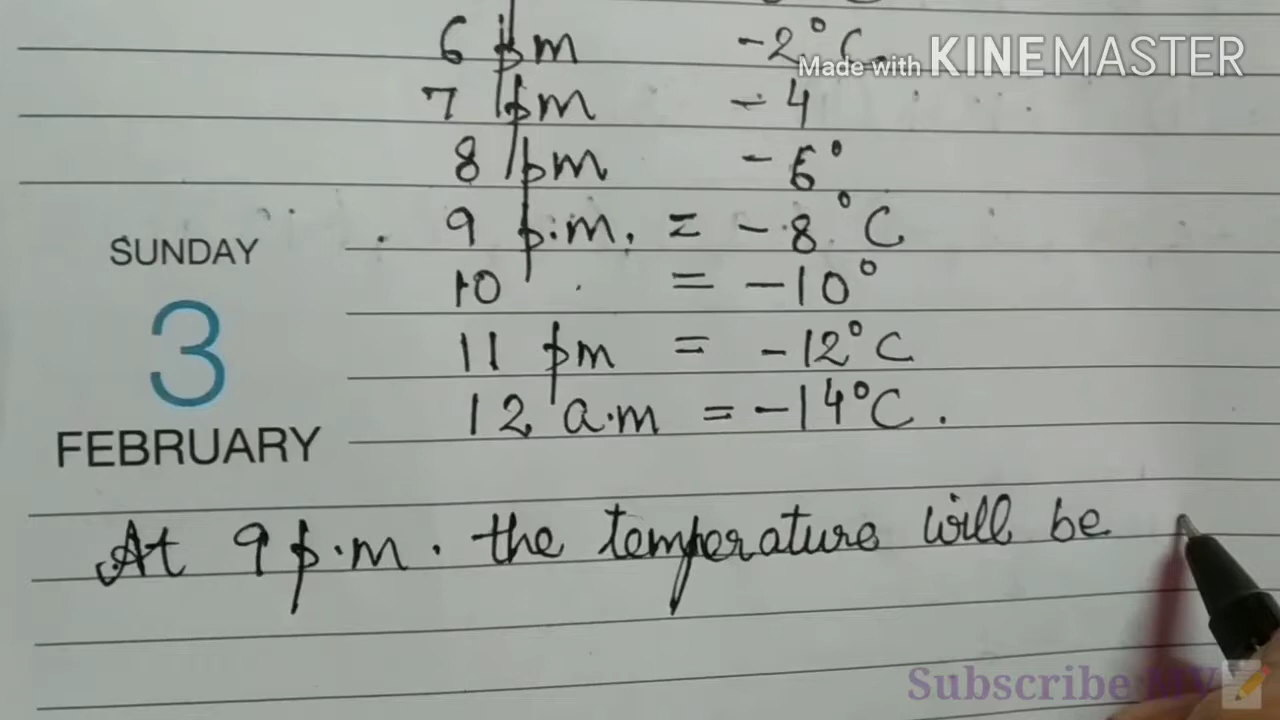 6 pm -2° C.
Made with KINEMASTER
7 pm - 4
8 pm - 6°
9 p.m. = - 8 °C
10 = -10°
11 pm = -12°C
12 a.m = -14°C.
SUNDAY
3
FEBRUARY
At 9 p.m. the temperature will be
Subscribe MV